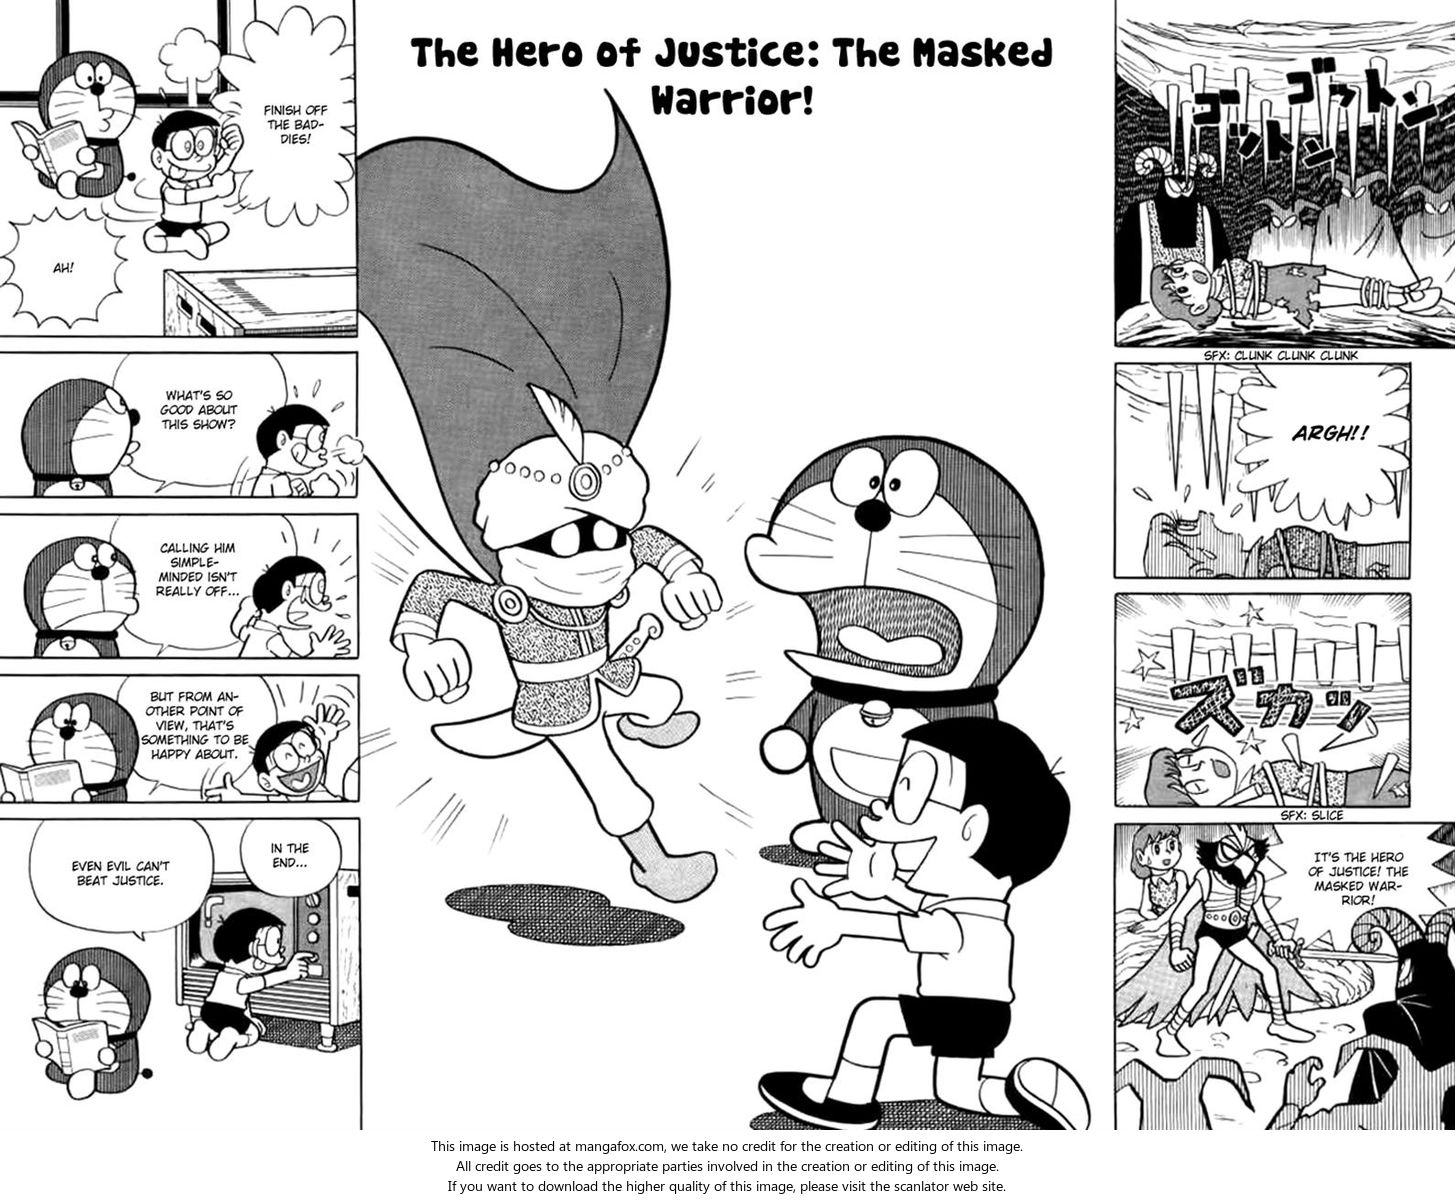 The Hero of Justice: The Masked
Warrior!
ゴットン
ゴットン
SFX: CLUNK CLUNK CLUNK
ARGH!!
ズガッ
SFX: SLICE
IT'S THE HERO
OF JUSTICE! THE
MASKED WAR-
RIOR!
FINISH OFF
THE BAD-
DIES!
AH!
WHAT'S SO
GOOD ABOUT
THIS SHOW?
CALLING HIM
SIMPLE-
MINDED ISN'T
REALLY OFF...
BUT FROM AN-
OTHER POINT OF
VIEW, THAT'S
SOMETHING TO BE
HAPPY ABOUT.
IN THE
END...
EVEN EVIL CAN'T
BEAT JUSTICE.
This image is hosted at mangafox.com, we take no credit for the creation or editing of this image.
All credit goes to the appropriate parties involved in the creation or editing of this image.
If you want to download the higher quality of this image, please visit the scanlator web site.